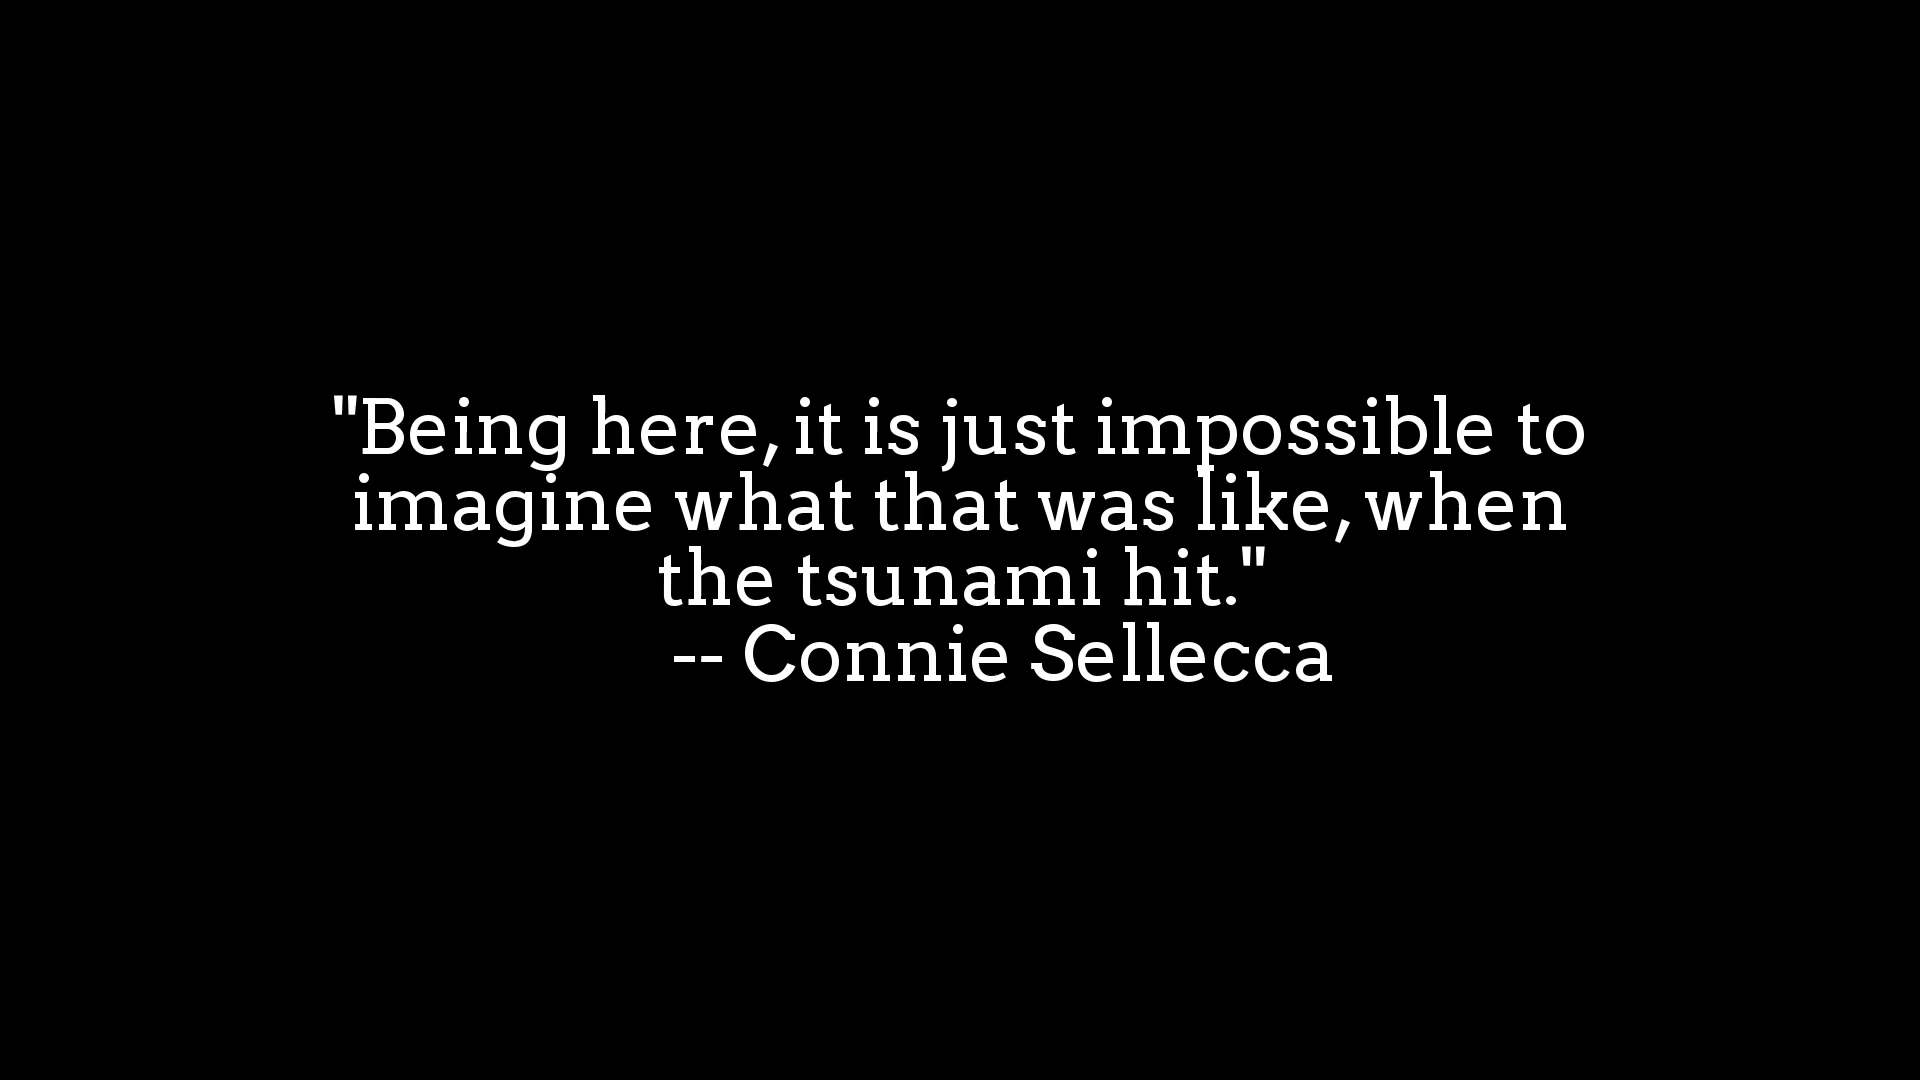 "Being here, it is just impossible to
imagine what that was like, when
the tsunami hit."
-- Connie Sellecca